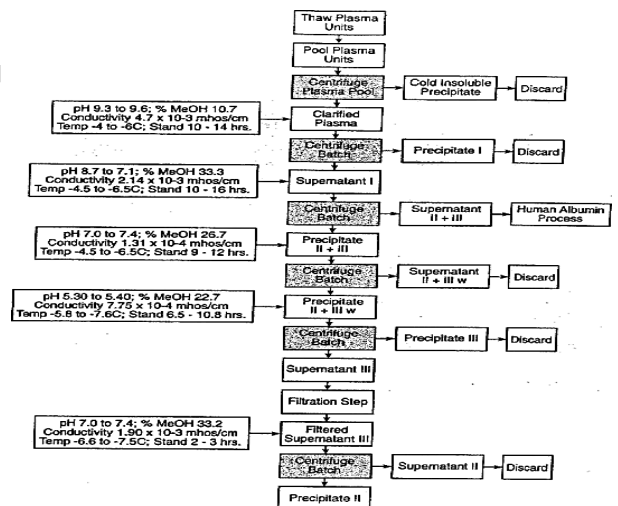 Thaw Plasma
Units
Pool Plasma
Units
Centrifuge
Plasma Pool
Cold Insoluble
Precipitate
Discard
pH 9.3 to 9.6; % MeOH 10.7
Conductivity 4.7 x 10-3 mhos/cm
Temp -4 to -6C; Stand 10 - 14 hrs.
Clarified
Plasma
Centrifuge
Batch
Precipitate I
Discard
pH 8.7 to 7.1; % MeOH 33.3
Conductivity 2.14 x 10-3 mhos/cm
Temp -4.5 to -6.5C; Stand 10 - 16 hrs.
Supernatant I
Centrifuge
Batch
Supernatant
II + III
Human Albumin
Process
pH 7.0 to 7.4; % MeOH 26.7
Conductivity 1.31 x 10-4 mhos/cm
Temp -4.5 to -6.5C; Stand 9 - 12 hrs.
Precipitate
II + III
Centrifuge
Batch
Supernatant
II + III w
Discard
pH 5.30 to 5.40; % MeOH 22.7
Conductivity 7.75 x 10-4 mhos/cm
Temp -5.8 to -7.6C; Stand 6.5 - 10.8 hrs.
Precipitate
II + III w
Centrifuge
Batch
Precipitate III
Discard
Supernatant III
Filtration Step
pH 7.0 to 7.4; % MeOH 33.2
Conductivity 1.90 x 10-3 mhos/cm
Temp -6.6 to -7.5C; Stand 2 - 3 hrs.
Filtered
Supernatant III
Centrifuge
Batch
Supernatant II
Discard
Precipitate II